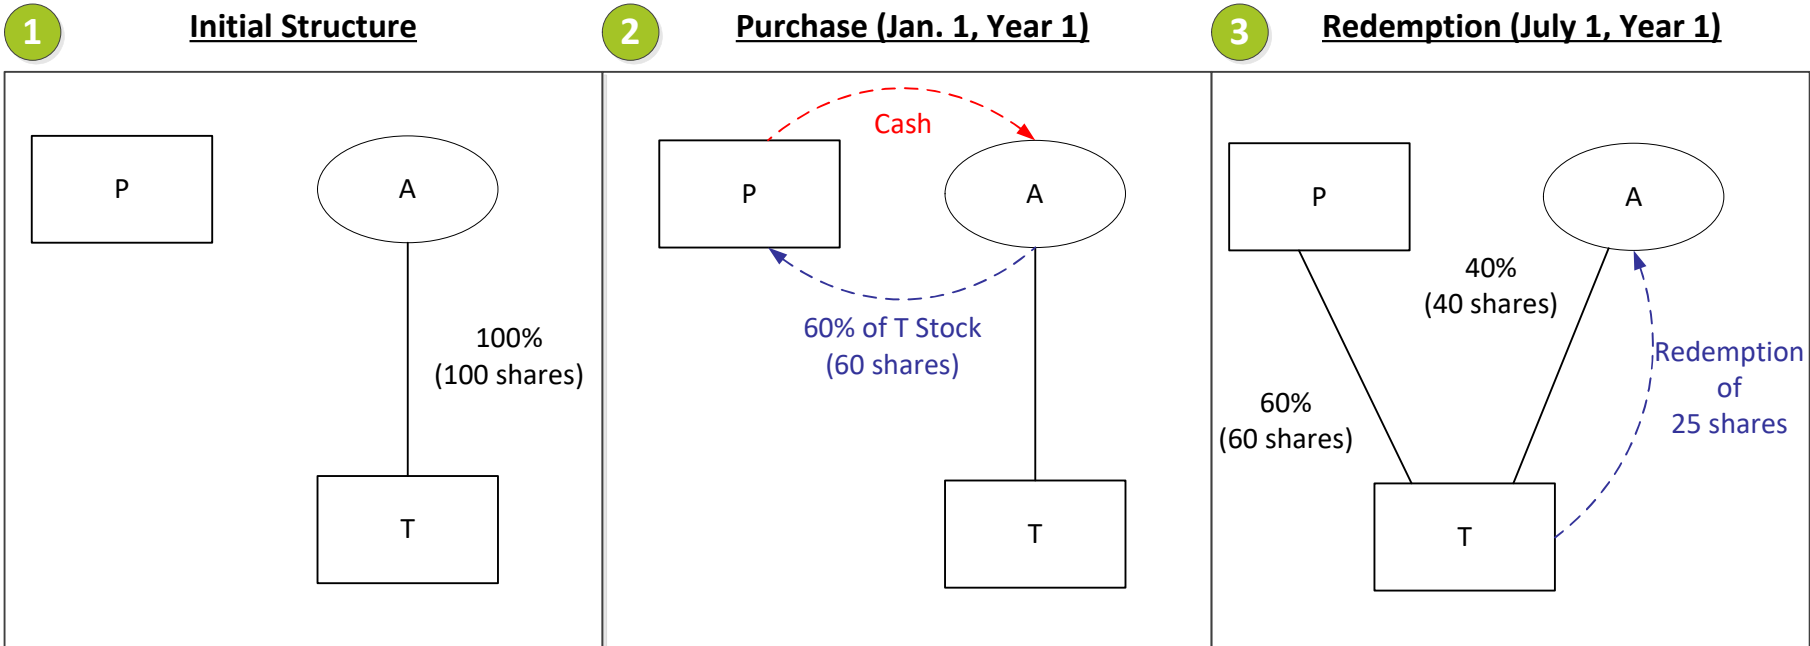 1
Initial Structure
P
A
100%
(100 shares)
T
2
Purchase (Jan. 1, Year 1)
Cash
P
A
60% of T Stock
(60 shares)
T
3
Redemption (July 1, Year 1)
P
A
40%
(40 shares)
Redemption
of
25 shares
60%
(60 shares)
T